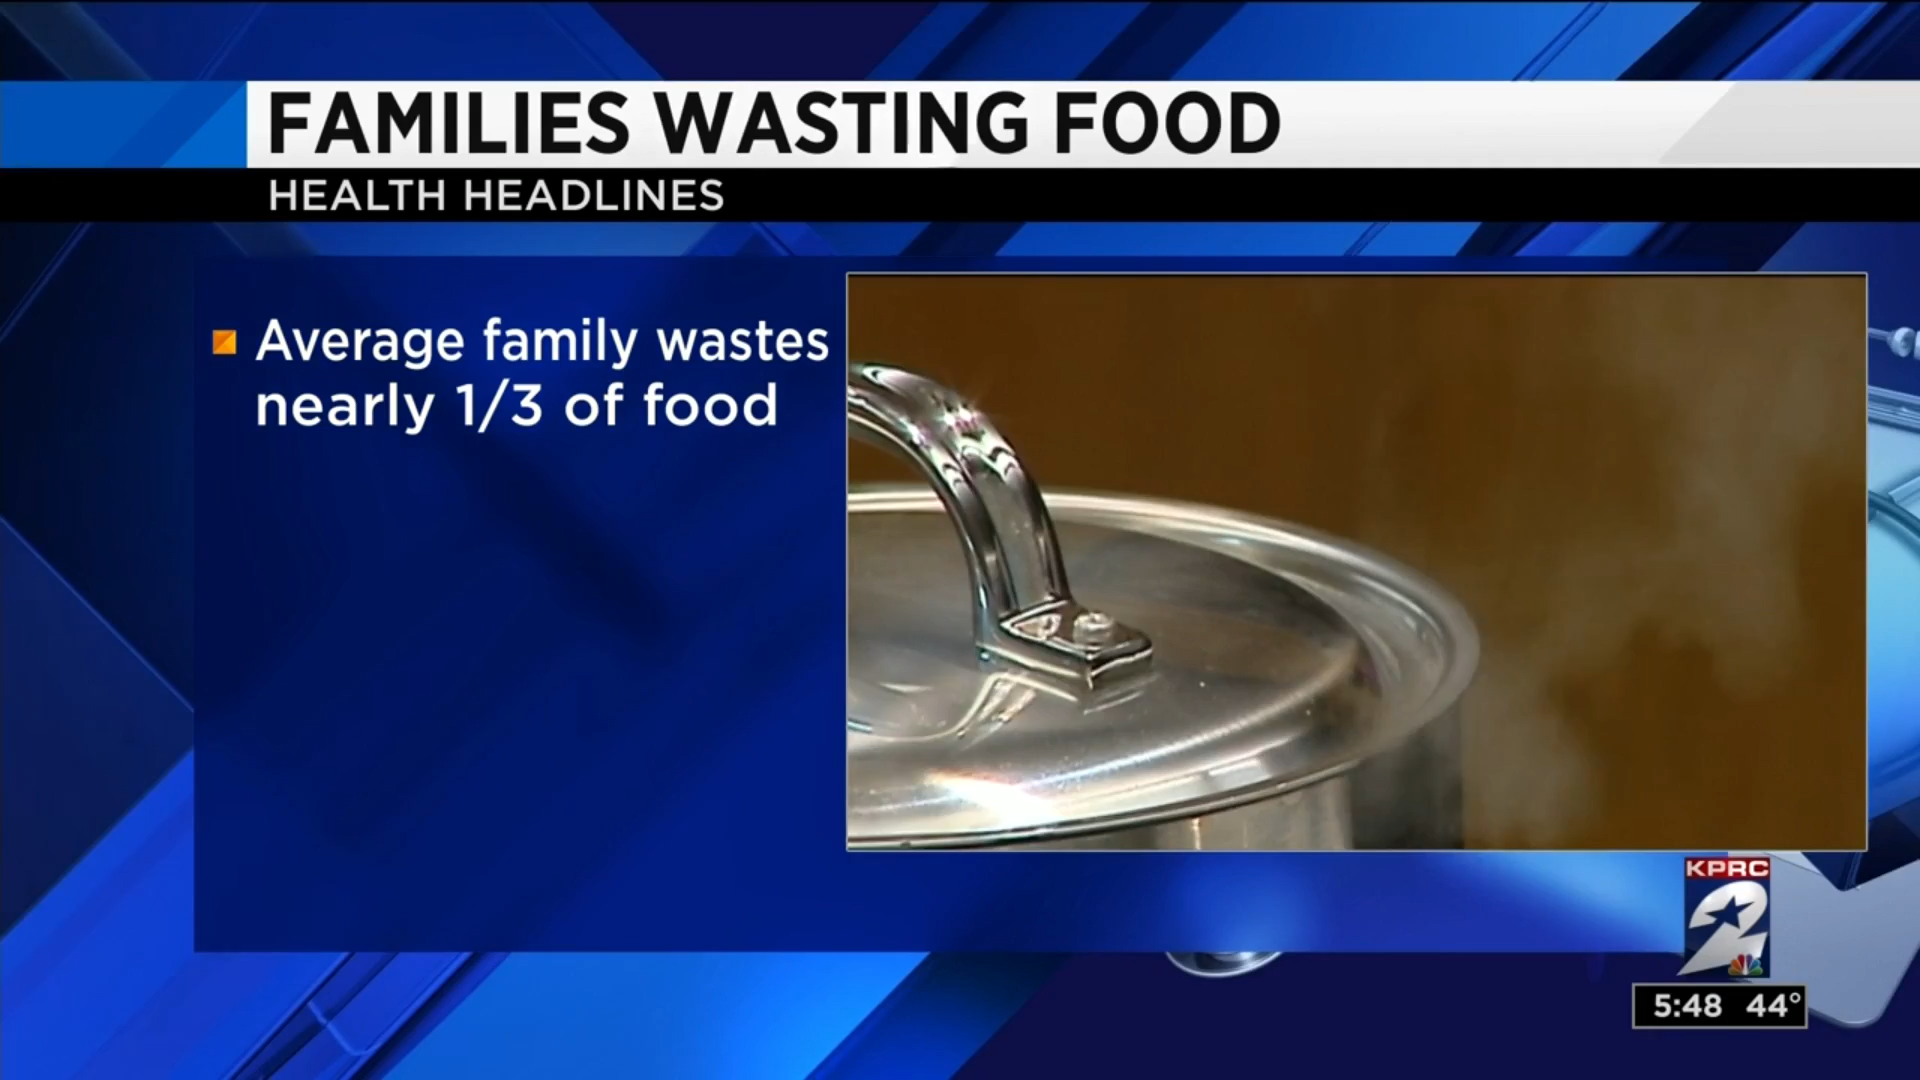 FAMILIES WASTING FOOD
HEALTH HEADLINES
Average family wastes
nearly 1/3 of food
KPRC
2
5:48 44°